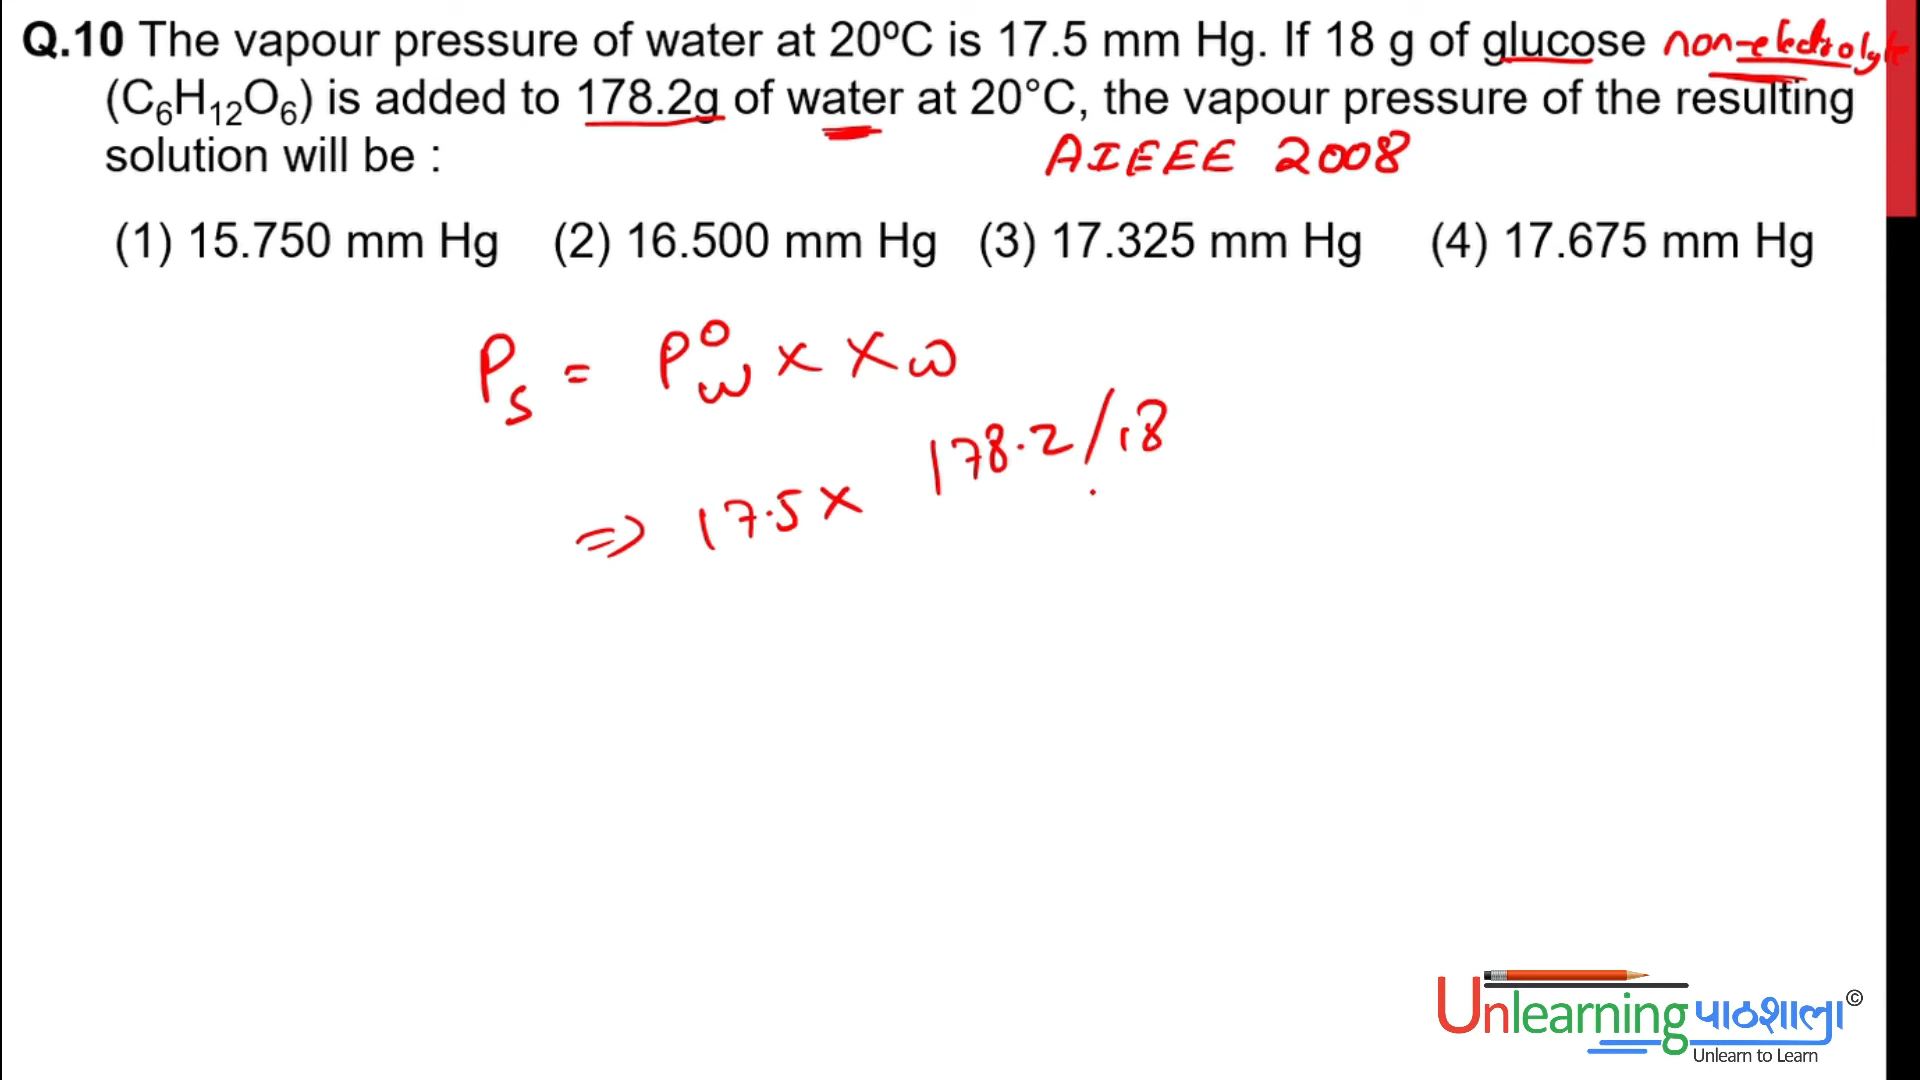 Q.10 The vapour pressure of water at 20ºC is 17.5 mm Hg. If 18 g of glucose non-electrolyte
(C₆H₁₂O₆) is added to 178.2g of water at 20°C, the vapour pressure of the resulting
solution will be :
AIEEE 2008
(1) 15.750 mm Hg (2) 16.500 mm Hg (3) 17.325 mm Hg (4) 17.675 mm Hg
Pₛ = P⁰w × Xw
⇒ 17.5 × 178.2/18
Unlearning पाठशाला©
Unlearn to Learn